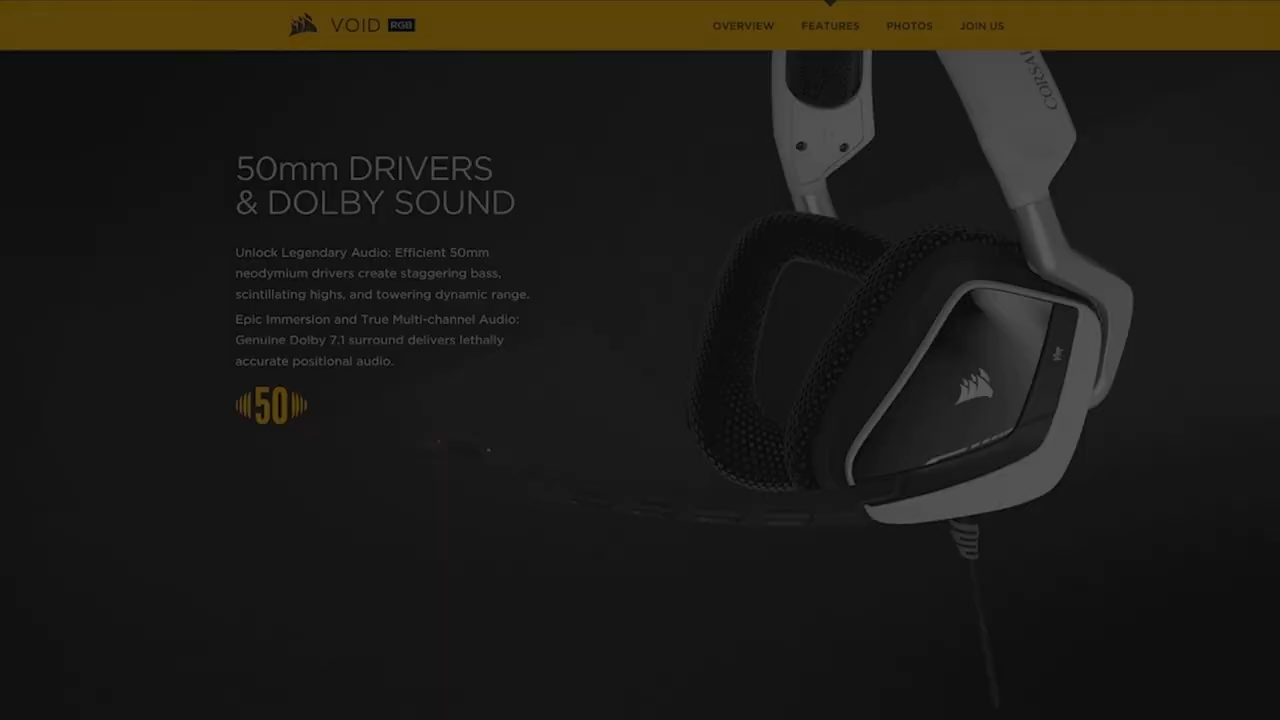 VOID RGB
OVERVIEW FEATURES PHOTOS JOIN US
CORSAI
50mm DRIVERS
& DOLBY SOUND
Unlock Legendary Audio: Efficient 50mm
neodymium drivers create staggering bass,
scintillating highs, and towering dynamic range.
Epic Immersion and True Multi-channel Audio:
Genuine Dolby 7.1 surround delivers lethally
accurate positional audio.
50